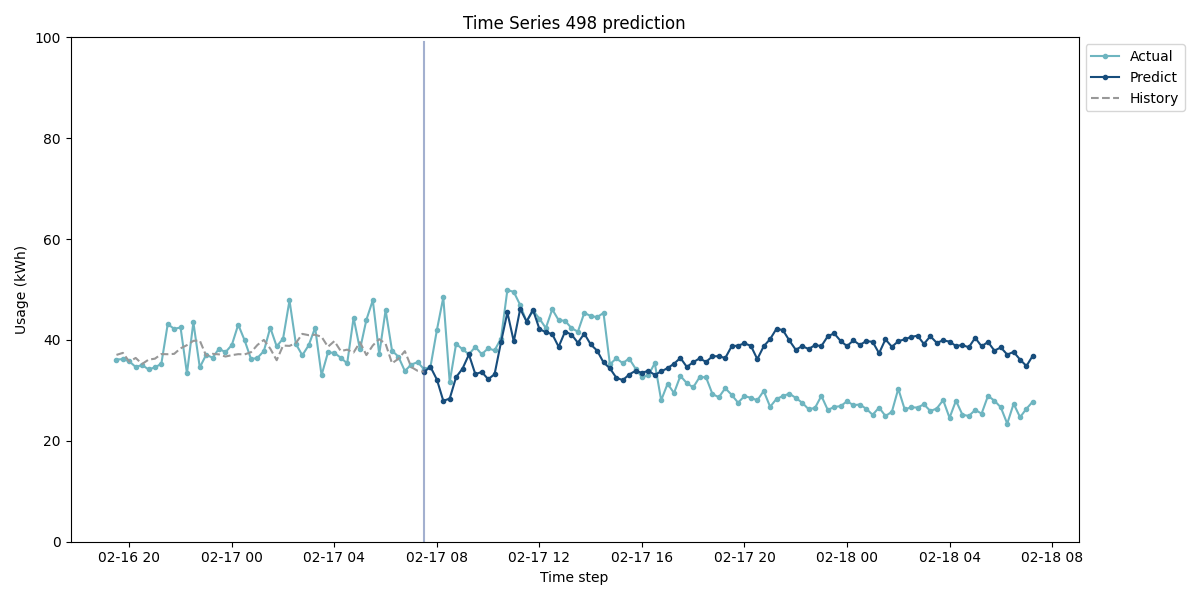 Time Series 498 prediction
Actual
Predict
History
Usage (kWh)
100
80
60
40
20
0
02-16 20 02-17 00 02-17 04 02-17 08 02-17 12 02-17 16 02-17 20 02-18 00 02-18 04 02-18 08
Time step